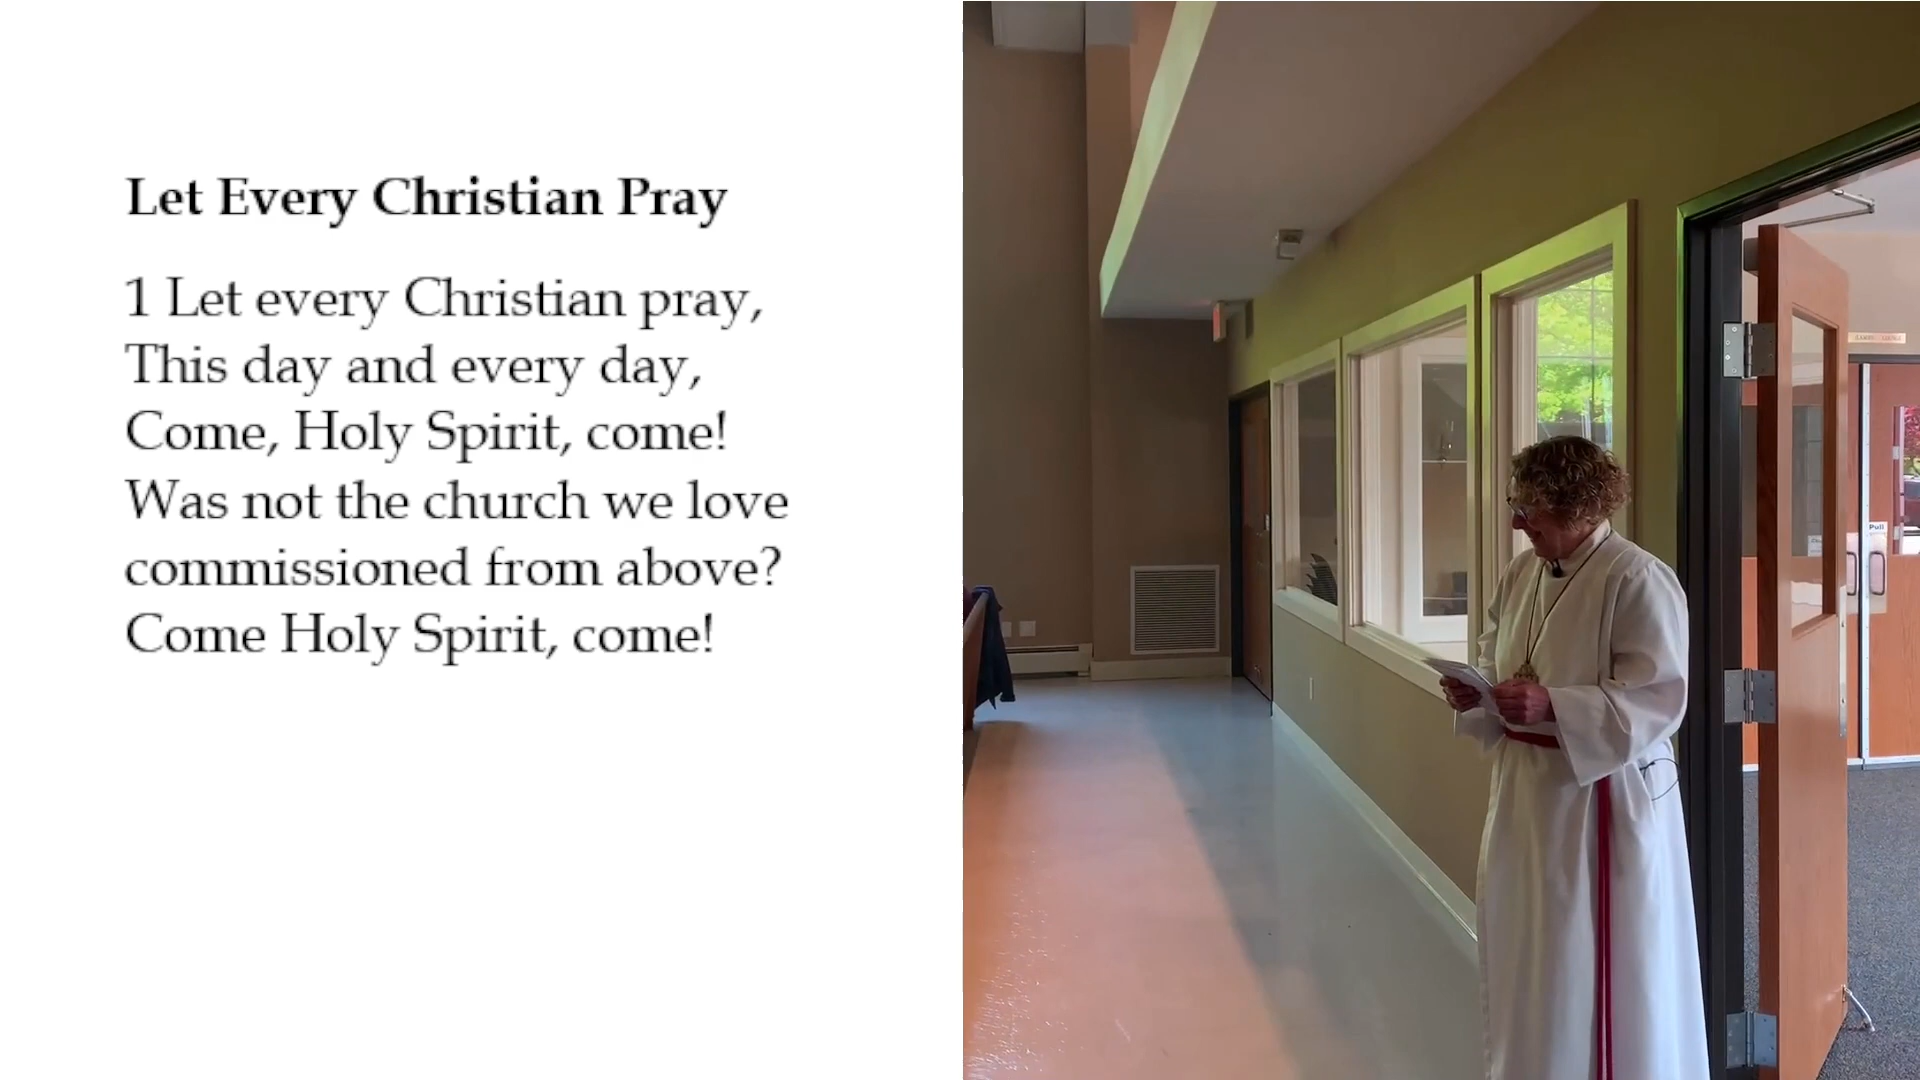 Let Every Christian Pray
1 Let every Christian pray,
This day and every day,
Come, Holy Spirit, come!
Was not the church we love
commissioned from above?
Come Holy Spirit, come!
Pull